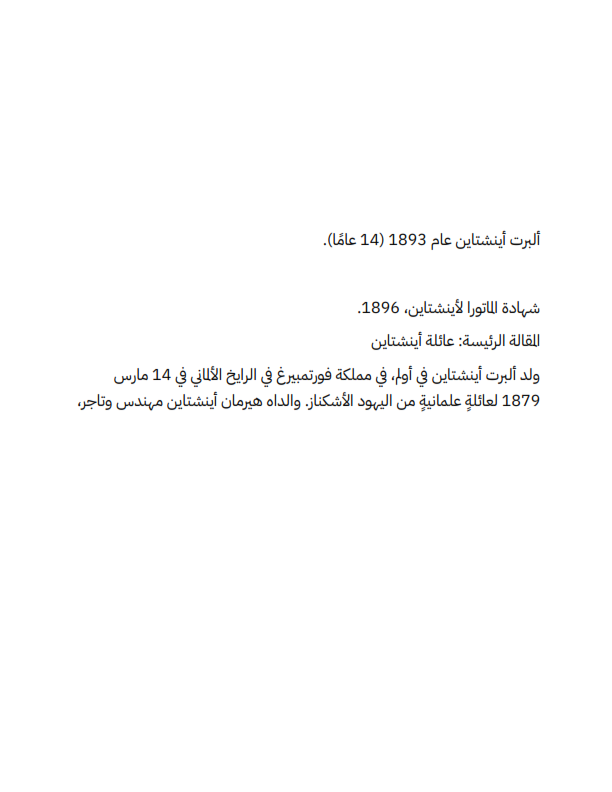 ألبرت أينشتاين عام 1893 (14 عامًا).
شهادة الماتورا لأينشتاين، 1896.
المقالة الرئيسة: عائلة أينشتاين
ولد ألبرت أينشتاين في أولم، في مملكة فورتمبيرغ في الرايخ الألماني في 14 مارس
1879 لعائلةٍ علمانيةٍ من اليهود الأشكناز. والداه هيرمان أينشتاين مهندس وتاجر،